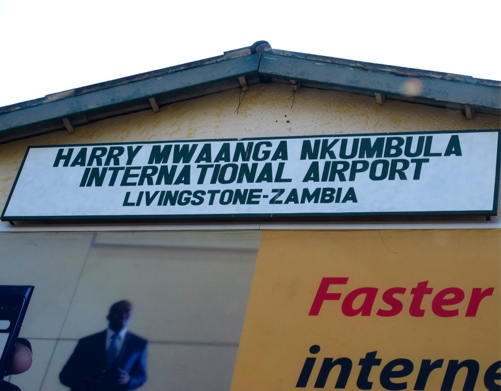 HARRY MWAANGA NKUMBULA
INTERNATIONAL AIRPORT
LIVINGSTONE-ZAMBIA
Faster
interne